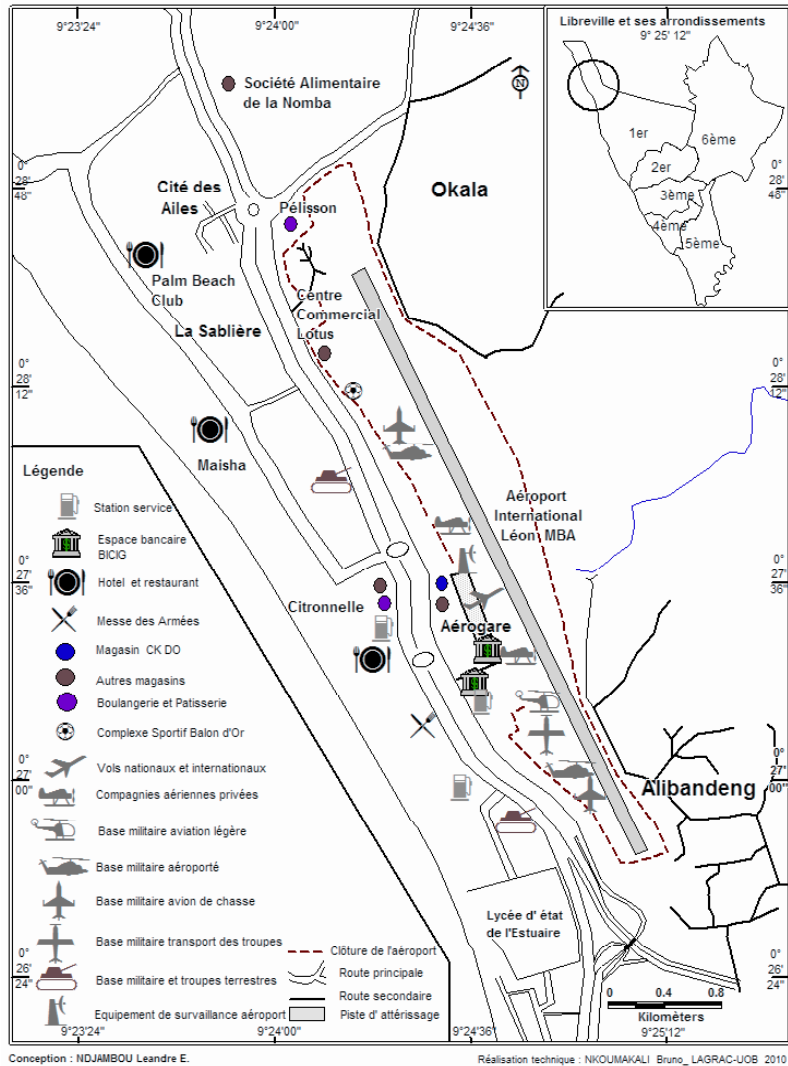 9°23'24"
9°24'00
9°24'36
Libreville et ses arrondissements
9° 25' 12"
1er
2er
3ème
4ème
5ème
6ème
N
Société Alimentaire
de la Nomba
0°
28'
48"
0°
28'
48"
Cité des
Ailes
Pélisson
Okala
Palm Beach
Club
Centre
Commercial
Lotus
La Sablière
0°
28'
12"
0°
28'
12"
Maisha
Aéroport
International
Léon MBA
0°
27'
36"
0°
27'
36"
Citronnelle
Aérogare
Alibandeng
0°
27'
00"
0°
27'
00"
Lycée d' état
de l'Estuaire
Légende
Station service
Espace bancaire
BICIG
Hotel et restaurant
Messe des Armées
Magasin CK DO
Autres magasins
Boulangerie et Patisserie
Complexe Sportif Balon d'Or
Vols nationaux et internationaux
Compagnies aériennes privées
Base militaire aviation légère
Base militaire aéroporté
Base militaire avion de chasse
Base militaire transport des troupes
Base militaire et troupes terrestres
Equipement de survaillance aéroport
Clôture de l'aéroport
Route principale
Route secondaire
Piste d' attérissage
0°
26'
24"
0°
26'
24"
0 0.4 0.8
Kilomèters
9°23'24"
9°24'00
9°24'36"
9°25'12"
Conception : NDJAMBOU Leandre E.
Réalisation technique : NKOUMAKALI Bruno_ LAGRAC-UOB 2010